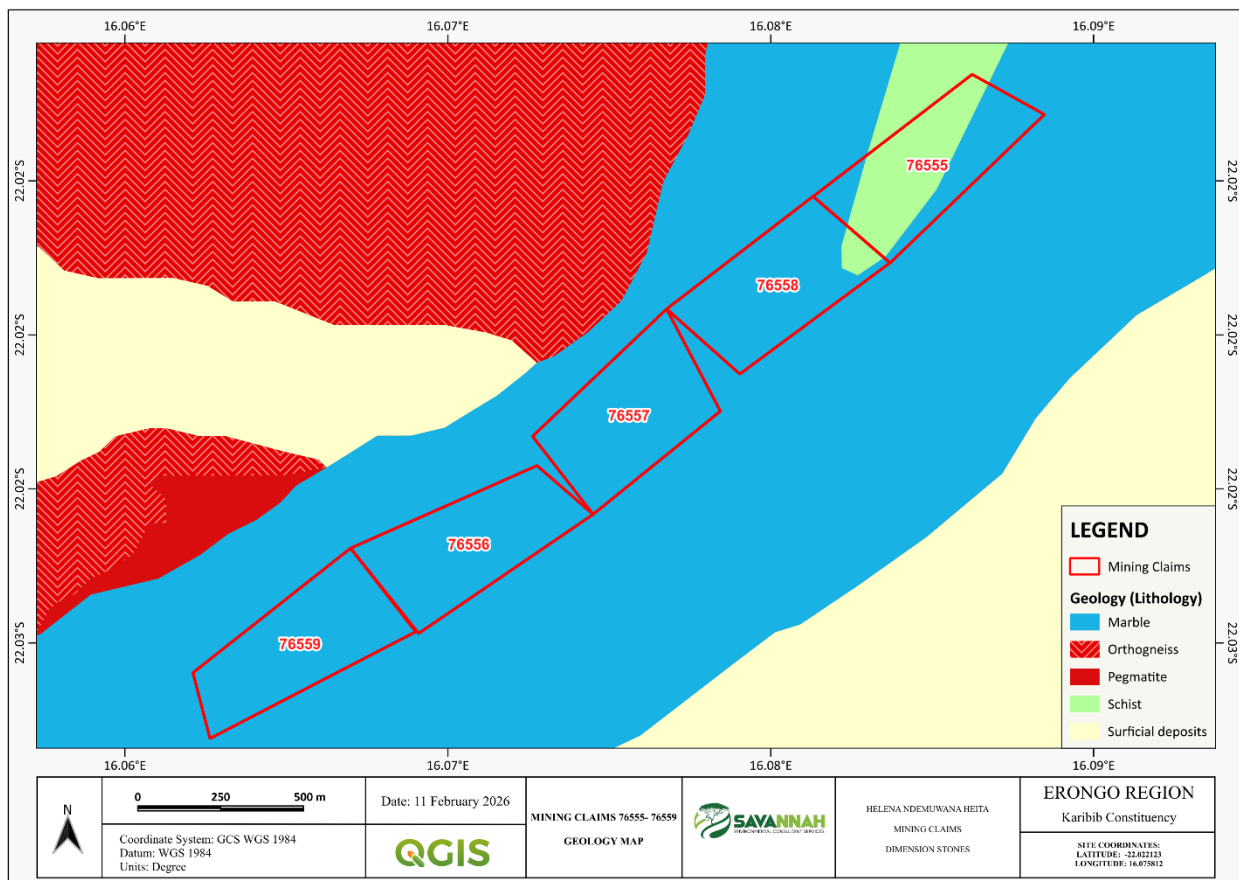 16.06°E
16.07°E
16.08°E
16.09°E
22.02°S
22.02°S
22.02°S
22.03°S
22.02°S
22.02°S
22.02°S
22.03°S
76555
76558
76557
76556
76559
LEGEND
Mining Claims
Geology (Lithology)
Marble
Orthogneiss
Pegmatite
Schist
Surficial deposits
16.06°E
16.07°E
16.08°E
16.09°E
N
0 250 500 m
Coordinate System: GCS WGS 1984
Datum: WGS 1984
Units: Degree
Date: 11 February 2026
QGIS
MINING CLAIMS 76555- 76559
GEOLOGY MAP
SAVANNAH
ENVIRONMENTAL CONSULTANT SERVICES
HELENA NDEMUWANA HEITA
MINING CLAIMS
DIMENSION STONES
ERONGO REGION
Karibib Constituency
SITE COORDINATES:
LATITUDE: -22.022123
LONGITUDE: 16.075812